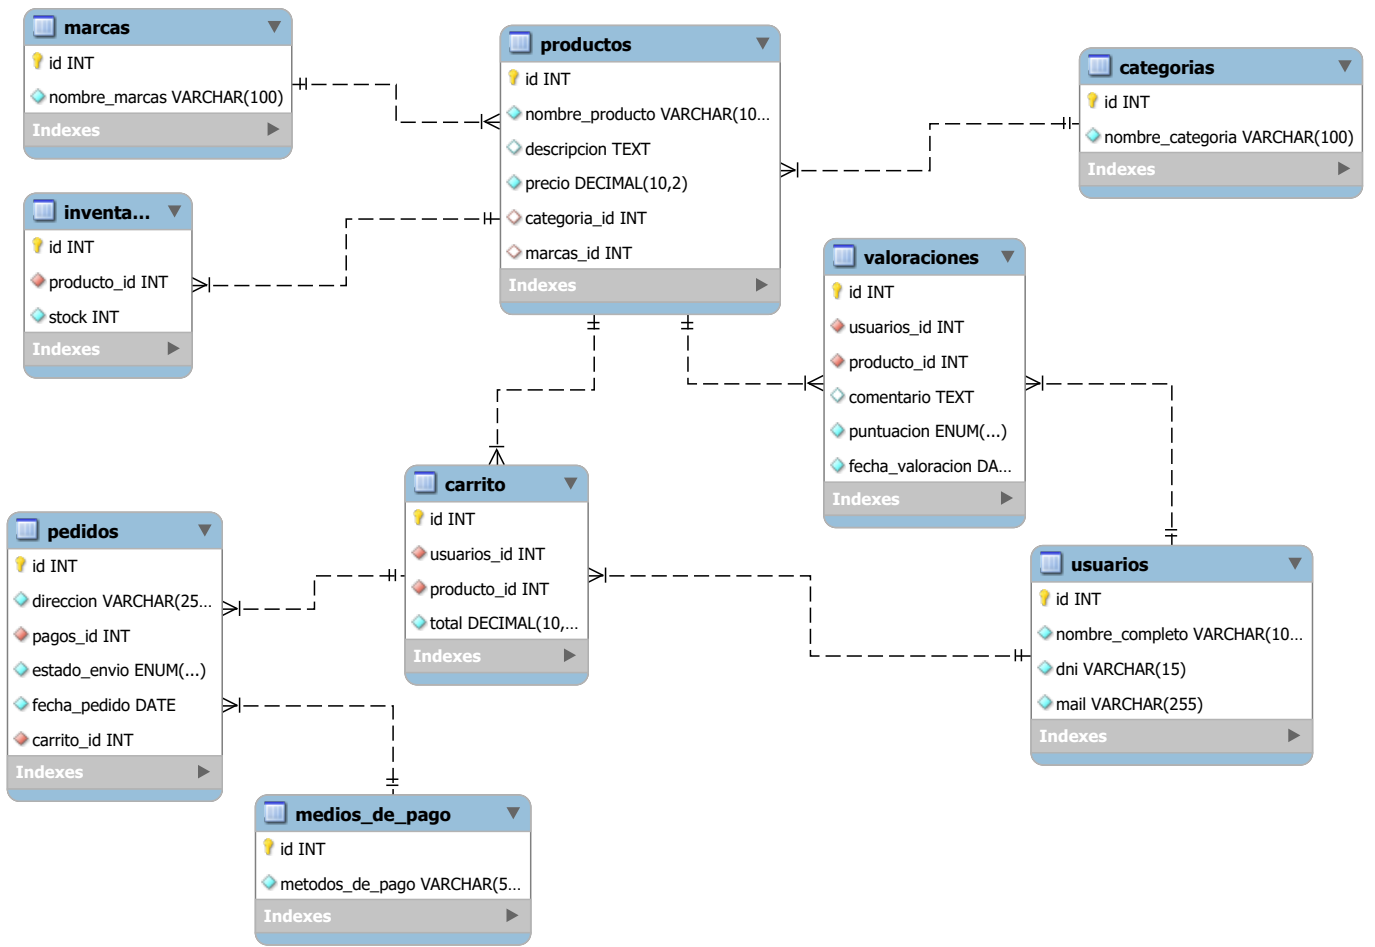 marcas
id INT
nombre_marcas VARCHAR(100)
Indexes
productos
id INT
nombre_producto VARCHAR(10...
descripcion TEXT
precio DECIMAL(10,2)
categoria_id INT
marcas_id INT
Indexes
categorias
id INT
nombre_categoria VARCHAR(100)
Indexes
inventa...
id INT
producto_id INT
stock INT
Indexes
valoraciones
id INT
usuarios_id INT
producto_id INT
comentario TEXT
puntuacion ENUM(...)
fecha_valoracion DA...
Indexes
carrito
id INT
usuarios_id INT
producto_id INT
total DECIMAL(10,...
Indexes
pedidos
id INT
direccion VARCHAR(25...
pagos_id INT
estado_envio ENUM(...)
fecha_pedido DATE
carrito_id INT
Indexes
usuarios
id INT
nombre_completo VARCHAR(10...
dni VARCHAR(15)
mail VARCHAR(255)
Indexes
medios_de_pago
id INT
metodos_de_pago VARCHAR(5...
Indexes